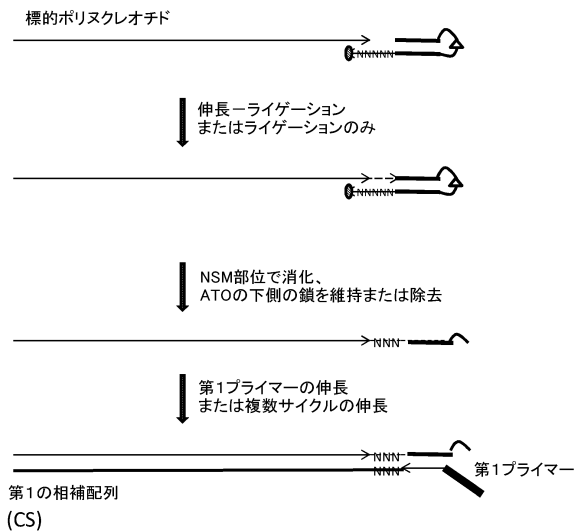 標的ポリヌクレオチド
NNNNN
伸長－ライゲーション
またはライゲーションのみ
NNNNN
NSM部位で消化、
ATOの下側の鎖を維持または除去
NNN
第1プライマーの伸長
または複数サイクルの伸長
NNN
NNN
第1プライマー
第1の相補配列
(CS)